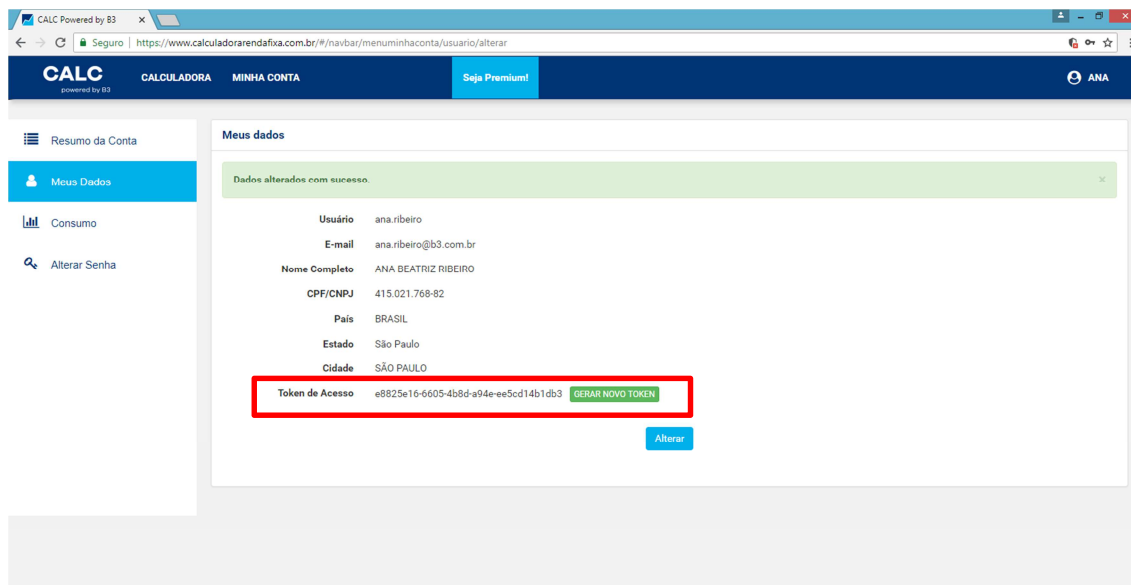 CALC Powered by B3
Seguro https://www.calculadorarendafixa.com.br/#/navbar/menuminhaconta/usuario/alterar
CALC
powered by B3
CALCULADORA
MINHA CONTA
Seja Premium!
ANA
Resumo da Conta
Meus Dados
Consumo
Alterar Senha
Meus dados
Dados alterados com sucesso.
Usuário ana.ribeiro
E-mail ana.ribeiro@b3.com.br
Nome Completo ANA BEATRIZ RIBEIRO
CPF/CNPJ 415.021.768-82
País BRASIL
Estado São Paulo
Cidade SÃO PAULO
Token de Acesso e8825e16-6605-4b8d-a94e-ee5cd14b1db3 GERAR NOVO TOKEN
Alterar